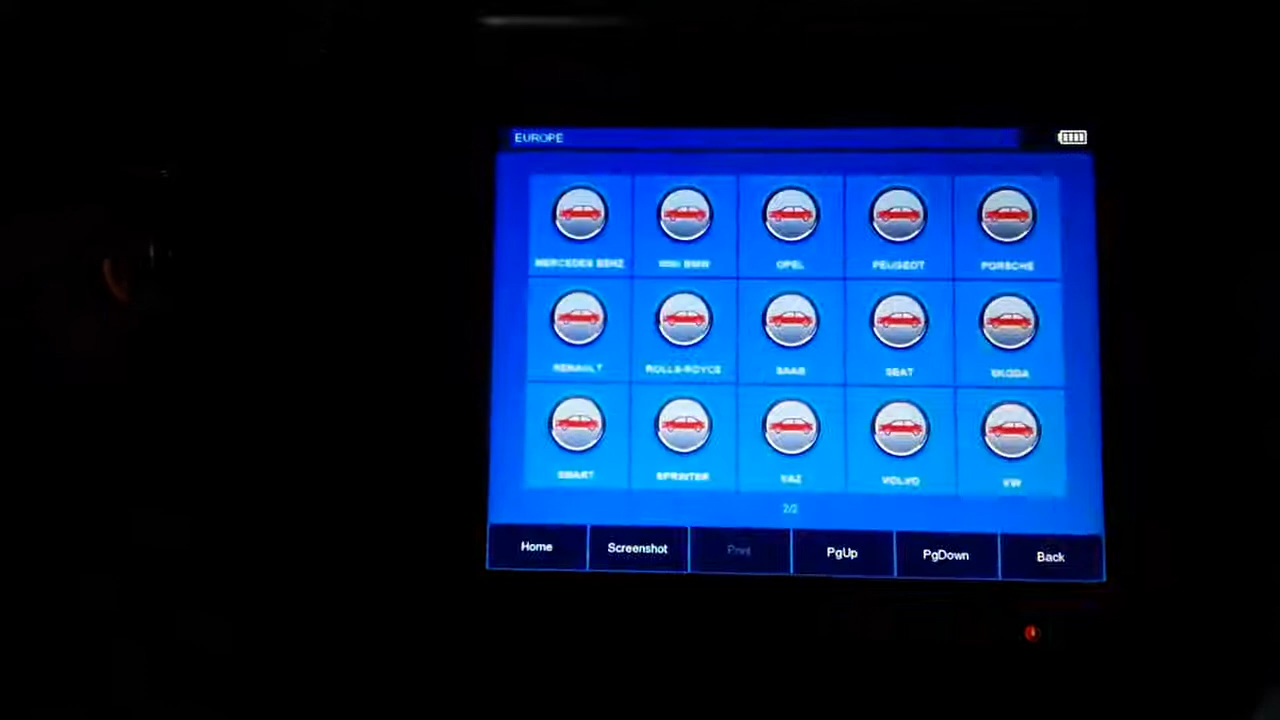 EUROPE
MERCEDES BENZ MINI BMW OPEL PEUGEOT PORSCHE
RENAULT ROLLS-ROYCE SAAB SEAT SKODA
SMART SPRINTER VAZ VOLVO VW
2/2
Home Screenshot Print PgUp PgDown Back